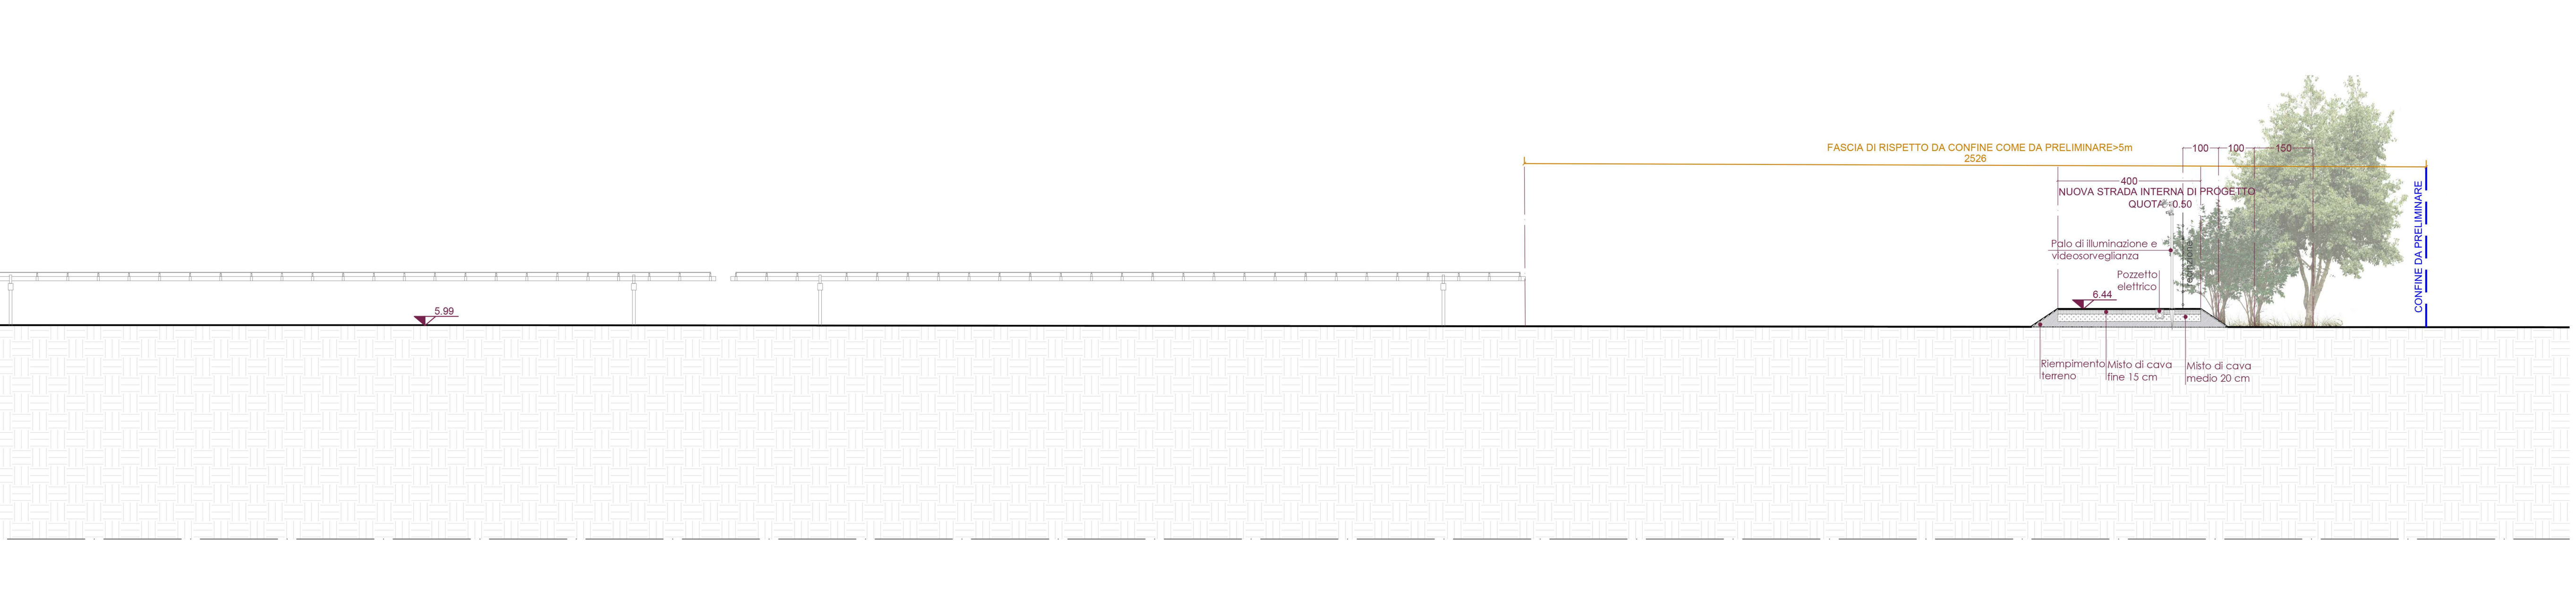 FASCIA DI RISPETTO DA CONFINE COME DA PRELIMINARE>5m
2526
100
100
150
400
NUOVA STRADA INTERNA DI PROGETTO
QUOTA +0.50
CONFINE DA PRELIMINARE
Palo di illuminazione e
videosorveglianza
recinzione
Pozzetto
elettrico
6.44
5.99
Riempimento
terreno
Misto di cava
fine 15 cm
Misto di cava
medio 20 cm